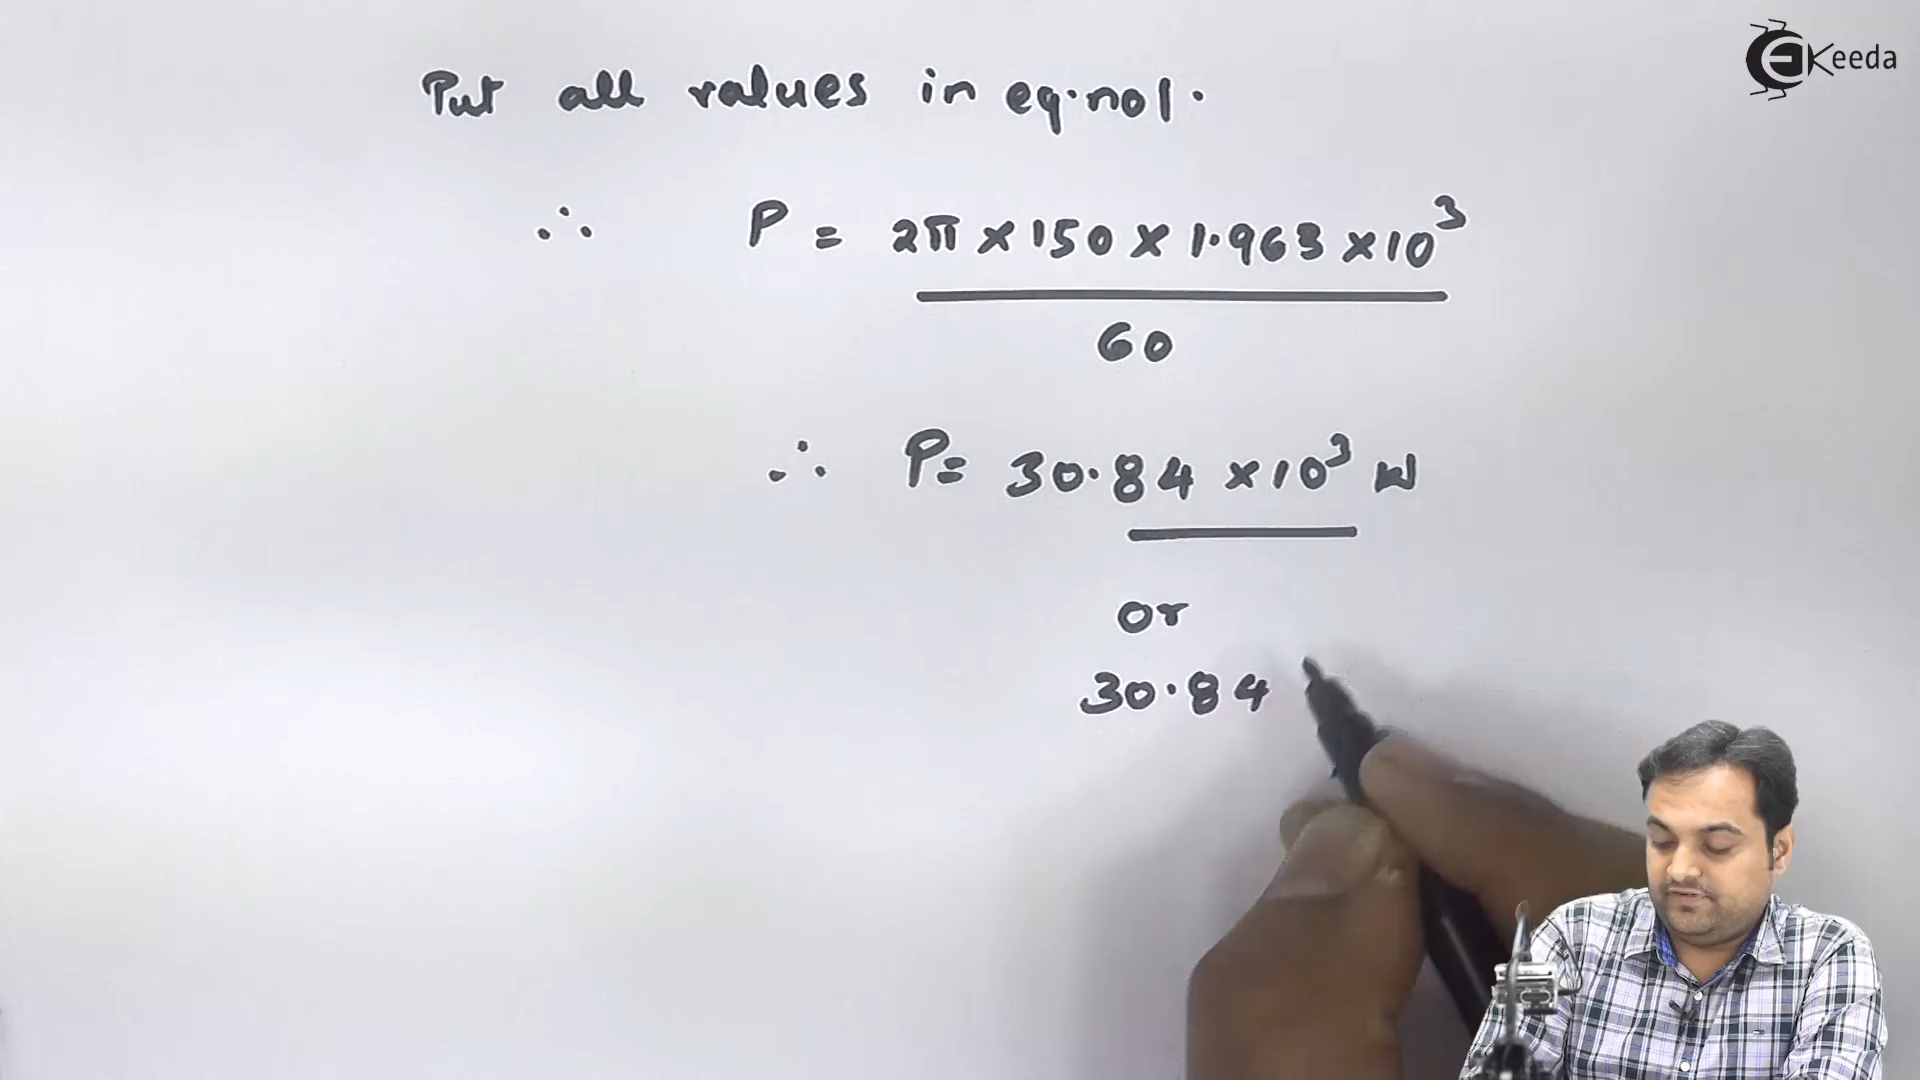 Ekeeda
Put all values in eq.no1.
∴ P = 2π × 150 × 1.963 × 10³
60
∴ P = 30.84 × 10³ W
or
30.84